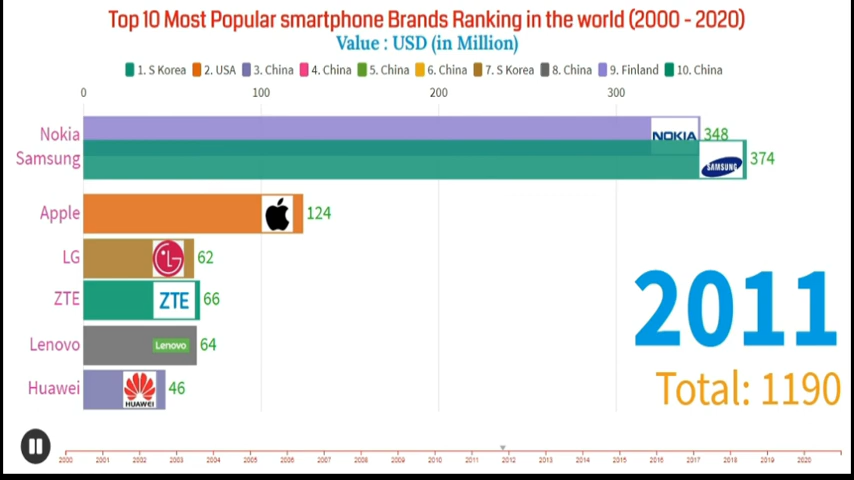 Top 10 Most Popular smartphone Brands Ranking in the world (2000 - 2020)
Value : USD (in Million)
1. S Korea 2. USA 3. China 4. China 5. China 6. China 7. S Korea 8. China 9. Finland 10. China
0 100 200 300
Nokia NOKIA 348
Samsung SAMSUNG 374
Apple 124
LG LG 62
ZTE ZTE 66
Lenovo Lenovo 64
Huawei HUAWEI 46
2011
Total: 1190
2000 2001 2002 2003 2004 2005 2006 2007 2008 2009 2010 2011 2012 2013 2014 2015 2016 2017 2018 2019 2020